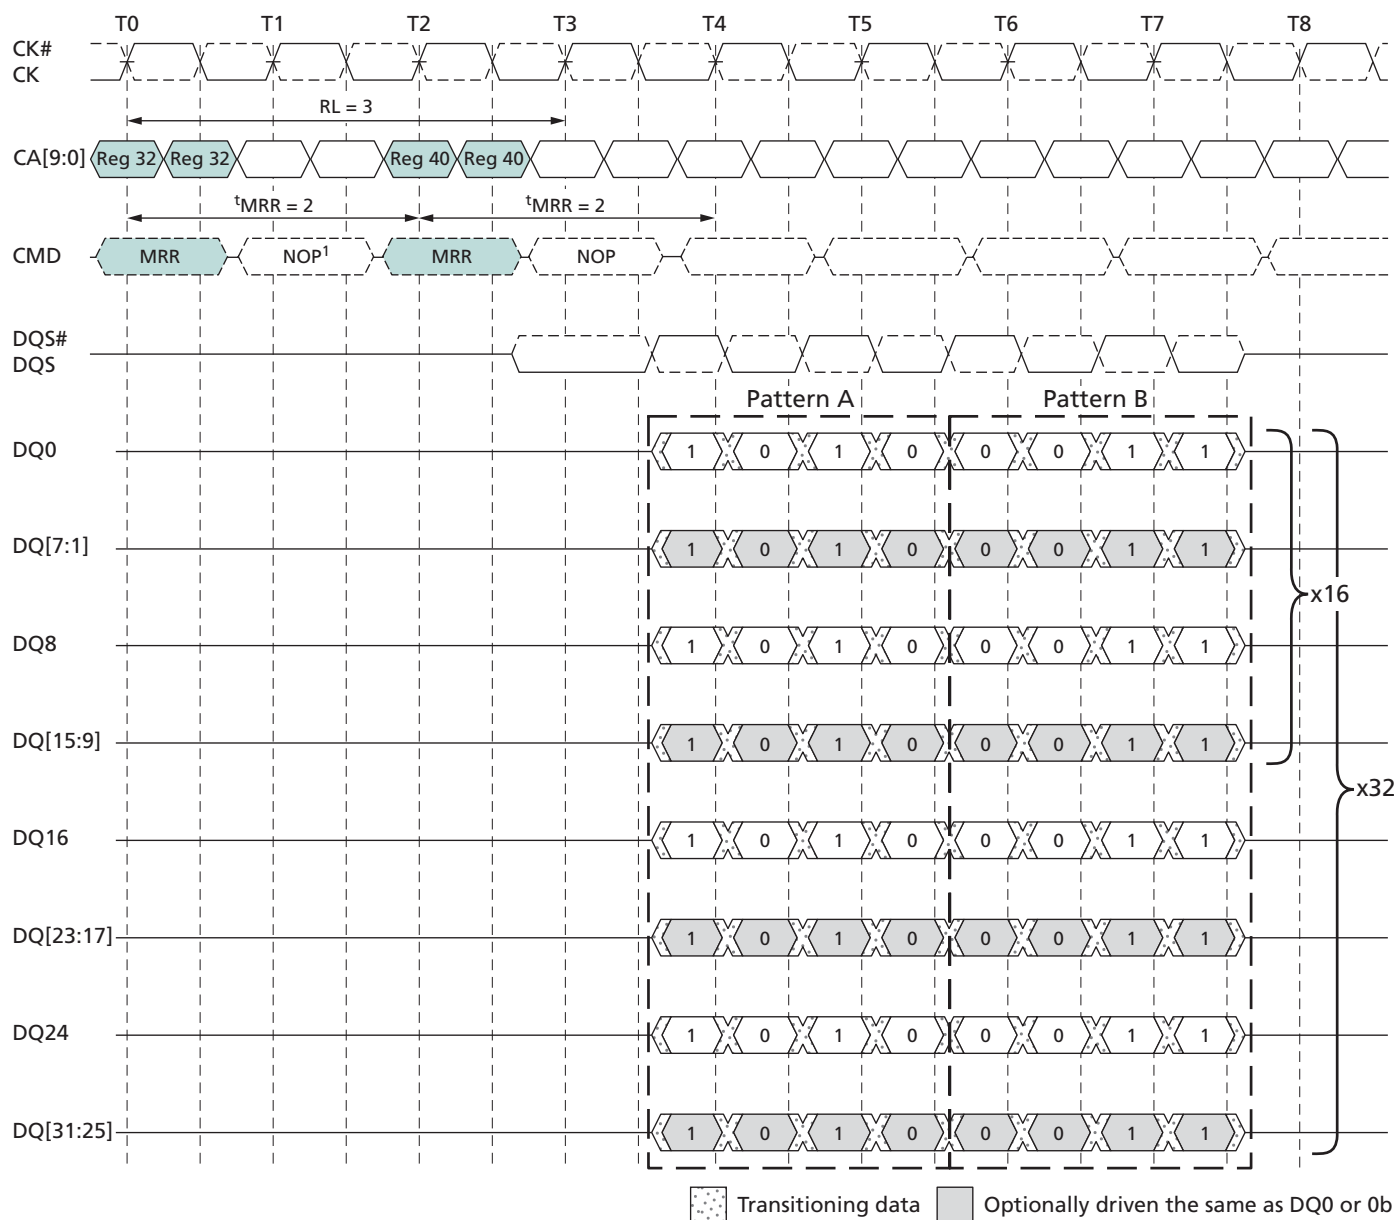 T0 T1 T2 T3 T4 T5 T6 T7 T8
CK#
CK
RL = 3
CA[9:0] Reg 32 Reg 32 Reg 40 Reg 40
tMRR = 2 tMRR = 2
CMD MRR NOP1 MRR NOP
DQS#
DQS
Pattern A Pattern B
DQ0 1 0 1 0 0 0 1 1
DQ[7:1] 1 0 1 0 0 0 1 1
x16
DQ8 1 0 1 0 0 0 1 1
DQ[15:9] 1 0 1 0 0 0 1 1
x32
DQ16 1 0 1 0 0 0 1 1
DQ[23:17] 1 0 1 0 0 0 1 1
DQ24 1 0 1 0 0 0 1 1
DQ[31:25] 1 0 1 0 0 0 1 1
Transitioning data Optionally driven the same as DQ0 or 0b